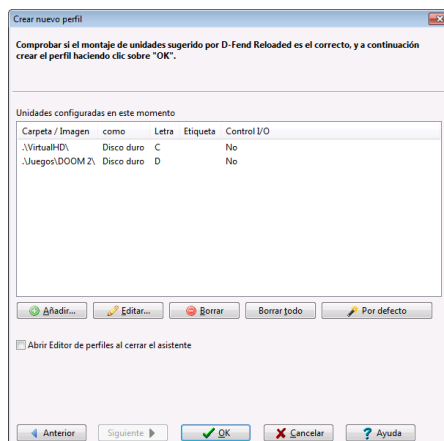 Crear nuevo perfil
Comprobar si el montaje de unidades sugerido por D-Fend Reloaded es el correcto, y a continuación
crear el perfil haciendo clic sobre "OK".
Unidades configuradas en este momento
Carpeta / Imagen como Letra Etiqueta Control I/O
.\VirtualHD\ Disco duro C No
.\Juegos\DOOM 2\ Disco duro D No
Añadir... Editar... Borrar Borrar todo Por defecto
Abrir Editor de perfiles al cerrar el asistente
Anterior Siguiente OK Cancelar Ayuda